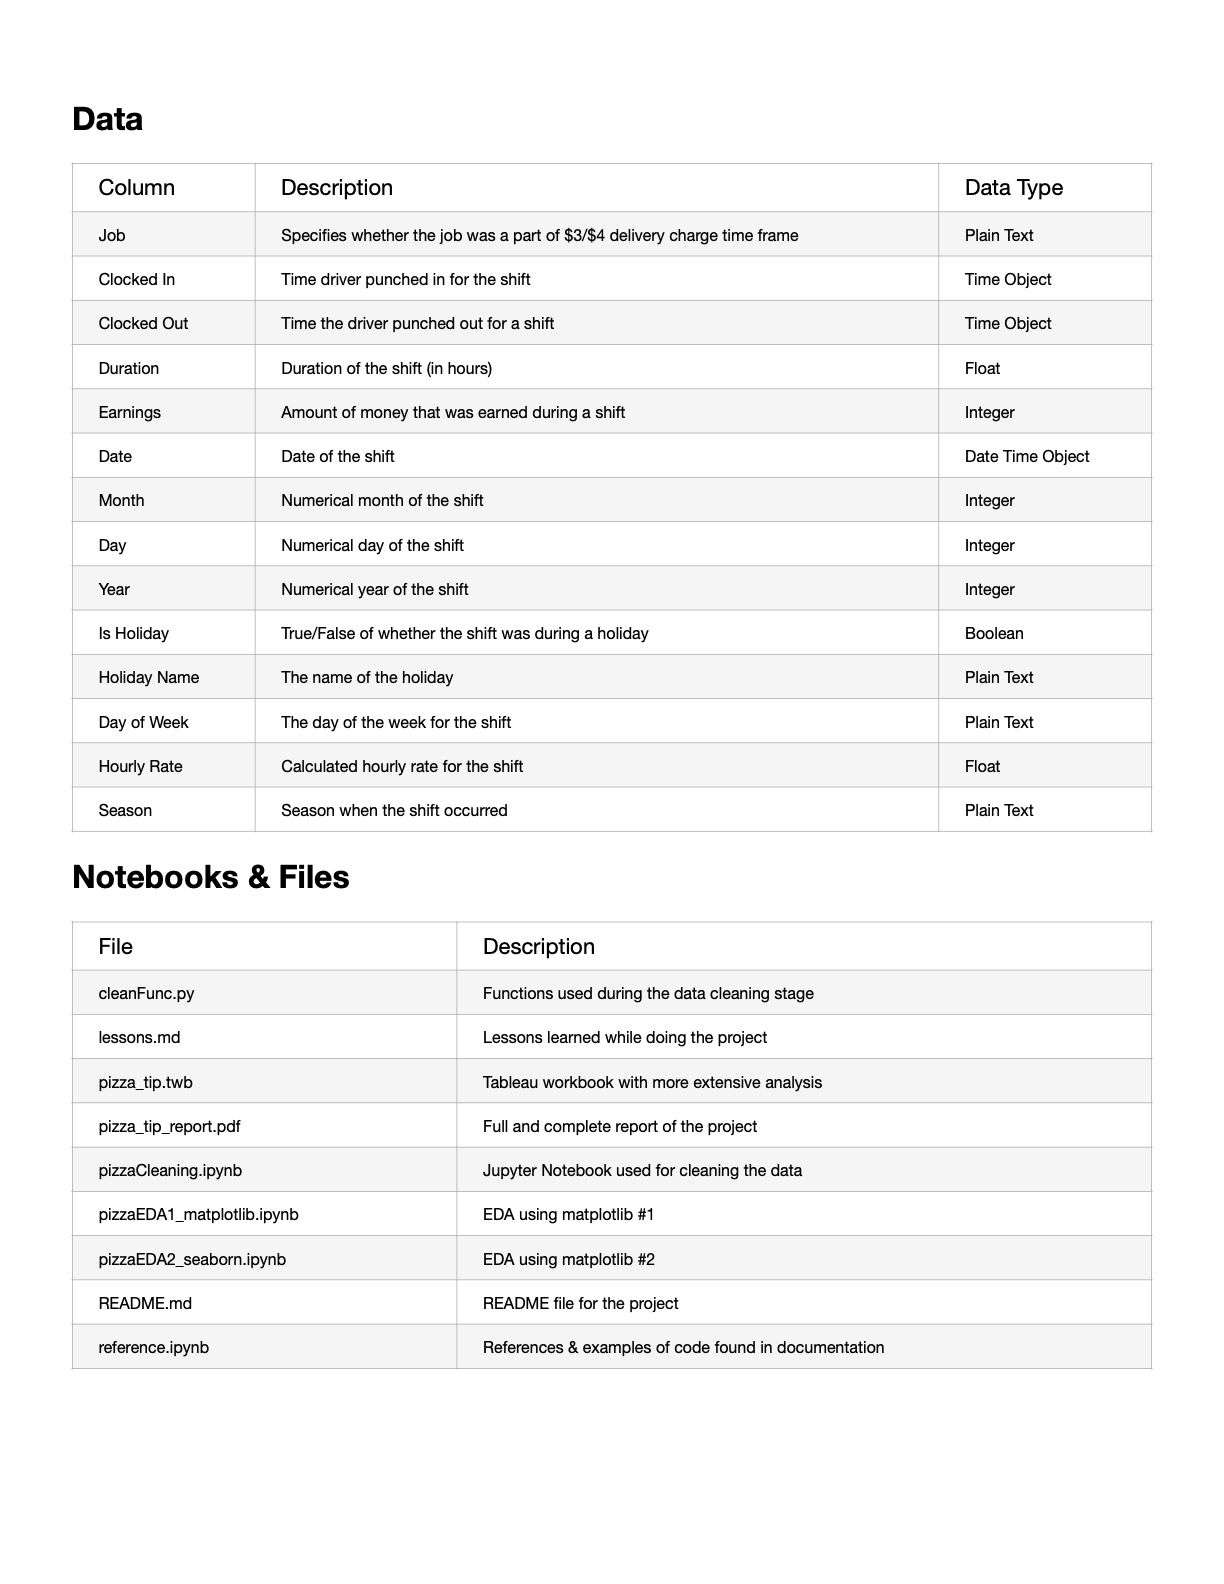 Data
Column Description Data Type
Job Specifies whether the job was a part of $3/$4 delivery charge time frame Plain Text
Clocked In Time driver punched in for the shift Time Object
Clocked Out Time the driver punched out for a shift Time Object
Duration Duration of the shift (in hours) Float
Earnings Amount of money that was earned during a shift Integer
Date Date of the shift Date Time Object
Month Numerical month of the shift Integer
Day Numerical day of the shift Integer
Year Numerical year of the shift Integer
Is Holiday True/False of whether the shift was during a holiday Boolean
Holiday Name The name of the holiday Plain Text
Day of Week The day of the week for the shift Plain Text
Hourly Rate Calculated hourly rate for the shift Float
Season Season when the shift occurred Plain Text
Notebooks & Files
File Description
cleanFunc.py Functions used during the data cleaning stage
lessons.md Lessons learned while doing the project
pizza_tip.twb Tableau workbook with more extensive analysis
pizza_tip_report.pdf Full and complete report of the project
pizzaCleaning.ipynb Jupyter Notebook used for cleaning the data
pizzaEDA1_matplotlib.ipynb EDA using matplotlib #1
pizzaEDA2_seaborn.ipynb EDA using matplotlib #2
README.md README file for the project
reference.ipynb References & examples of code found in documentation